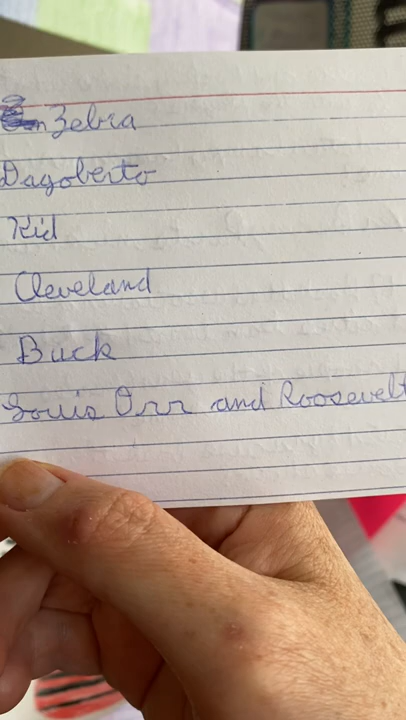 Zebra
Dagoberto
Kid
Cleveland
Buck
Louis Orr and Roosevelt